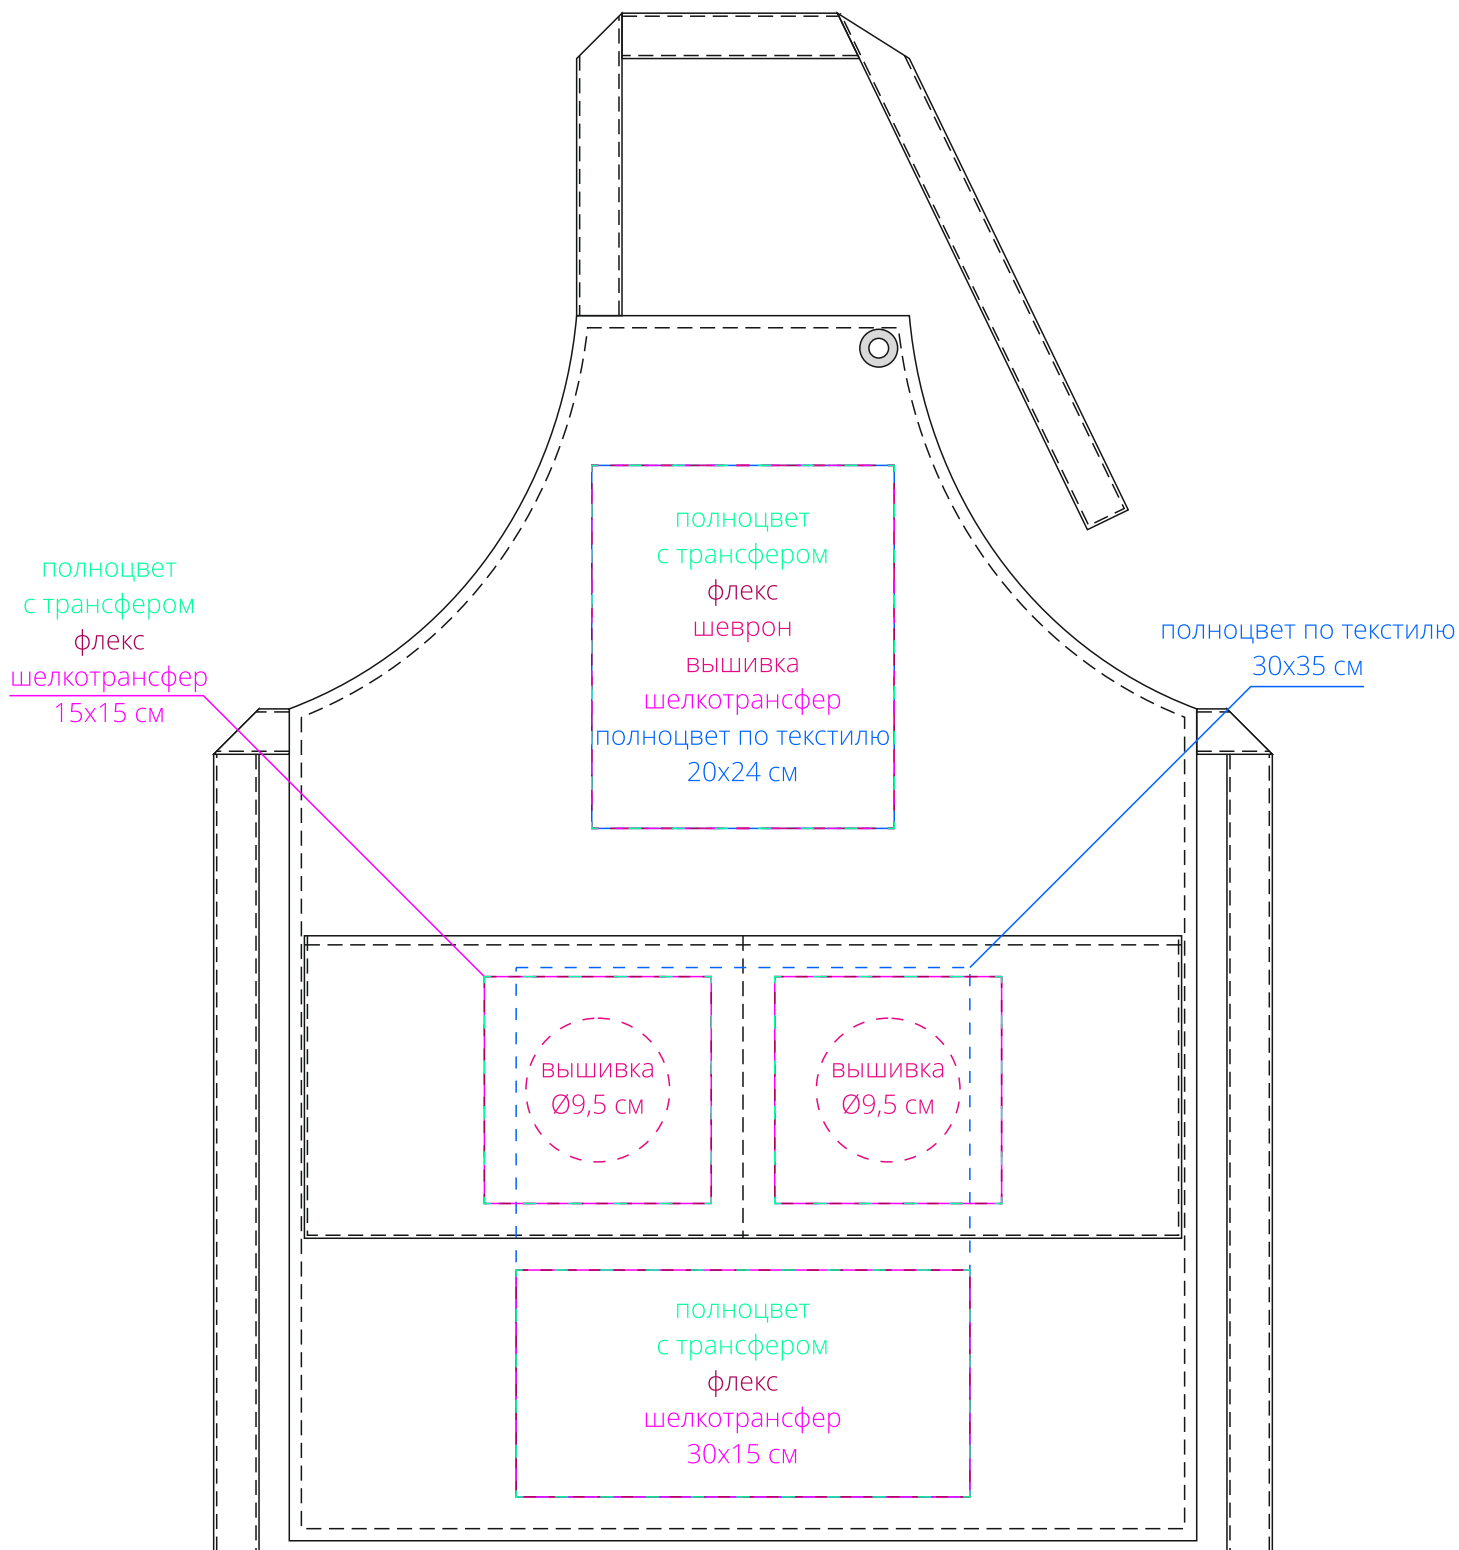 полноцвет
с трансфером
флекс
шеврон
вышивка
шелкотрансфер
полноцвет по текстилю
20х24 см
полноцвет
с трансфером
флекс
шелкотрансфер
15х15 см
полноцвет по текстилю
30х35 см
вышивка
Ø9,5 см
вышивка
Ø9,5 см
полноцвет
с трансфером
флекс
шелкотрансфер
30х15 см